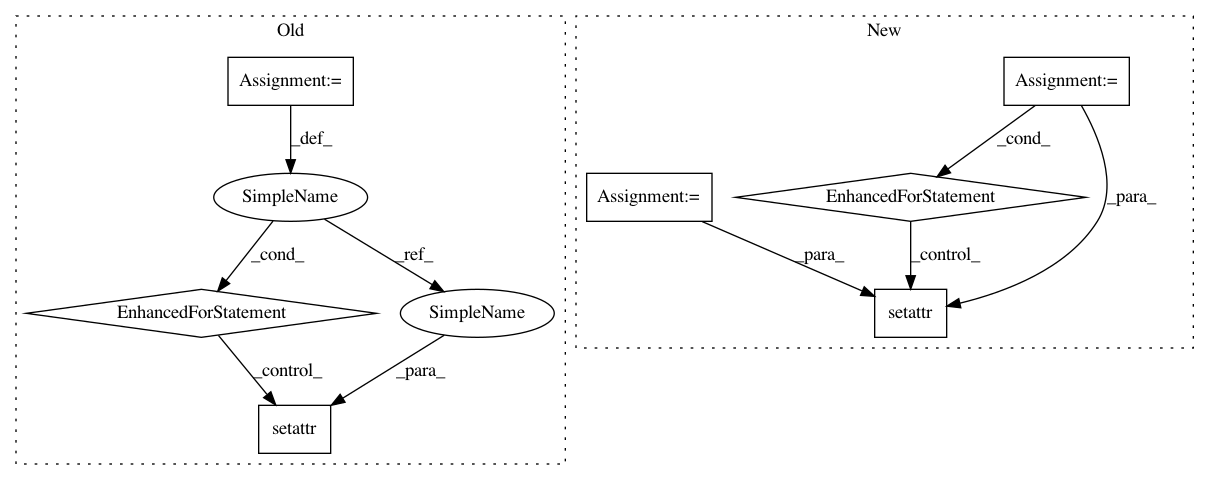 Old
Assignment:=
_def_
SimpleName
_cond_
_ref_
EnhancedForStatement
SimpleName
_control_
_para_
setattr
New
Assignment:=
_cond_
Assignment:=
EnhancedForStatement
_para_
_para_
_control_
setattr